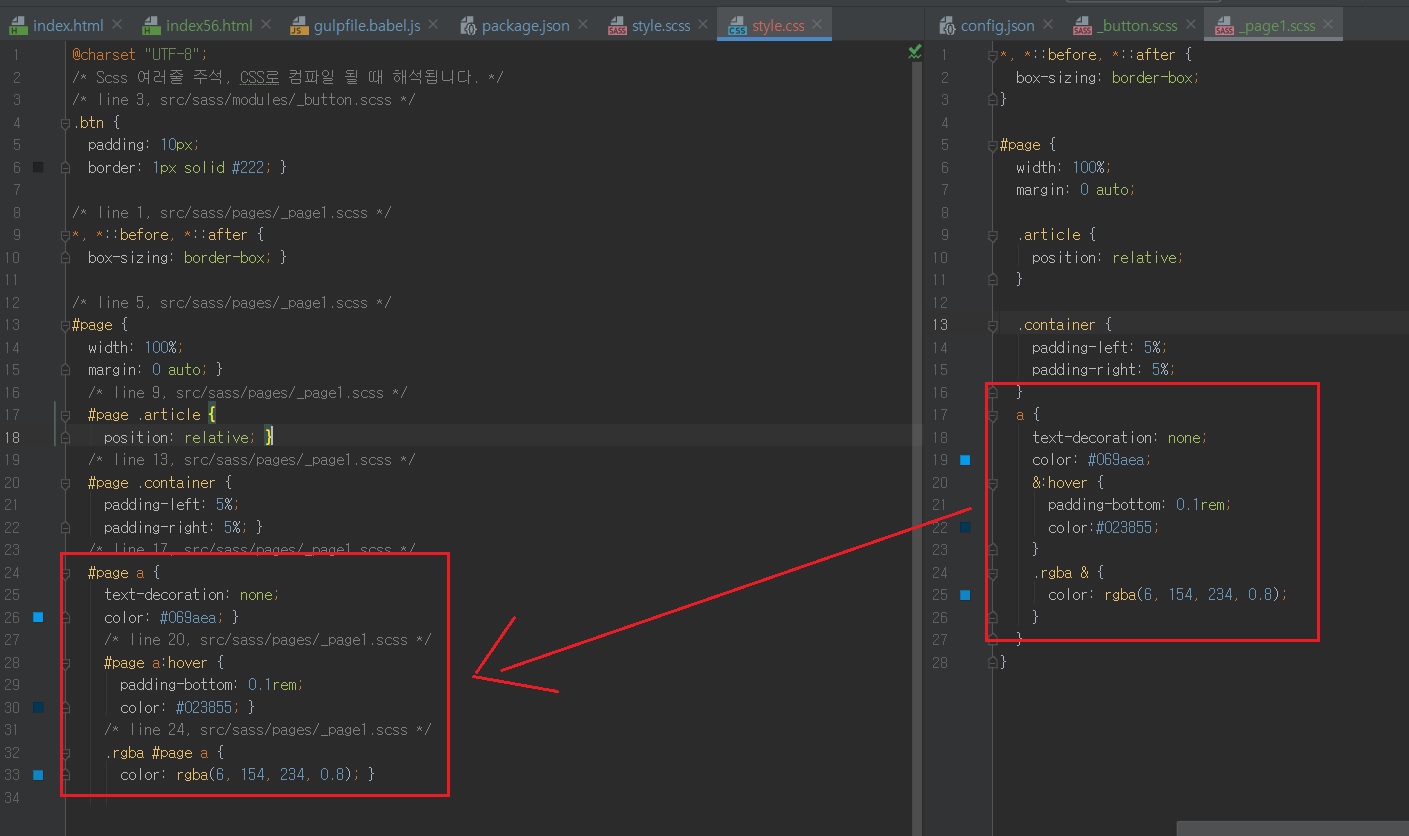 index.html
index56.html
gulpfile.babel.js
package.json
style.scss
style.css
config.json
_button.scss
_page1.scss
1 @charset "UTF-8";
2 /* Scss 여러줄 주석, CSS로 컴파일 될 때 해석됩니다. */
3 /* line 3, src/sass/modules/_button.scss */
4 .btn {
5 padding: 10px;
6 border: 1px solid #222; }
7
8 /* line 1, src/sass/pages/_page1.scss */
9 *, *::before, *::after {
10 box-sizing: border-box; }
11
12 /* line 5, src/sass/pages/_page1.scss */
13 #page {
14 width: 100%;
15 margin: 0 auto; }
16 /* line 9, src/sass/pages/_page1.scss */
17 #page .article {
18 position: relative; }
19 /* line 13, src/sass/pages/_page1.scss */
20 #page .container {
21 padding-left: 5%;
22 padding-right: 5%; }
23 /* line 17, src/sass/pages/_page1.scss */
24 #page a {
25 text-decoration: none;
26 color: #069aea; }
27 /* line 20, src/sass/pages/_page1.scss */
28 #page a:hover {
29 padding-bottom: 0.1rem;
30 color: #023855; }
31 /* line 24, src/sass/pages/_page1.scss */
32 .rgba #page a {
33 color: rgba(6, 154, 234, 0.8); }
34
1 *, *::before, *::after {
2 box-sizing: border-box;
3 }
4
5 #page {
6 width: 100%;
7 margin: 0 auto;
8
9 .article {
10 position: relative;
11 }
12
13 .container {
14 padding-left: 5%;
15 padding-right: 5%;
16 }
17 a {
18 text-decoration: none;
19 color: #069aea;
20 &:hover {
21 padding-bottom: 0.1rem;
22 color:#023855;
23 }
24 .rgba & {
25 color: rgba(6, 154, 234, 0.8);
26 }
27 }
28 }